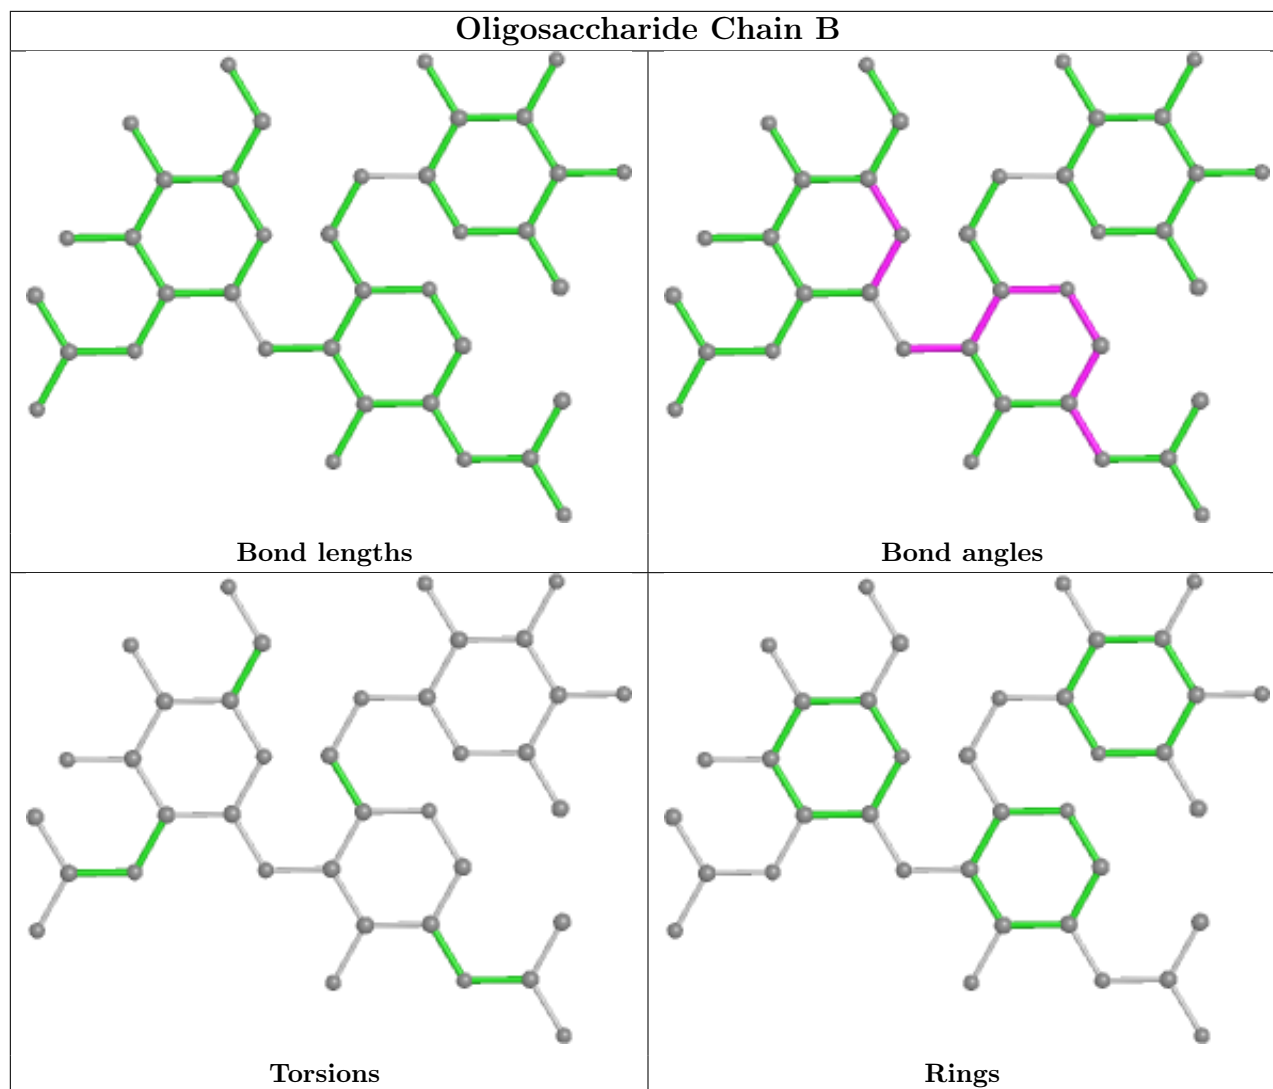 Oligosaccharide Chain B
Bond lengths
Bond angles
Torsions
Rings